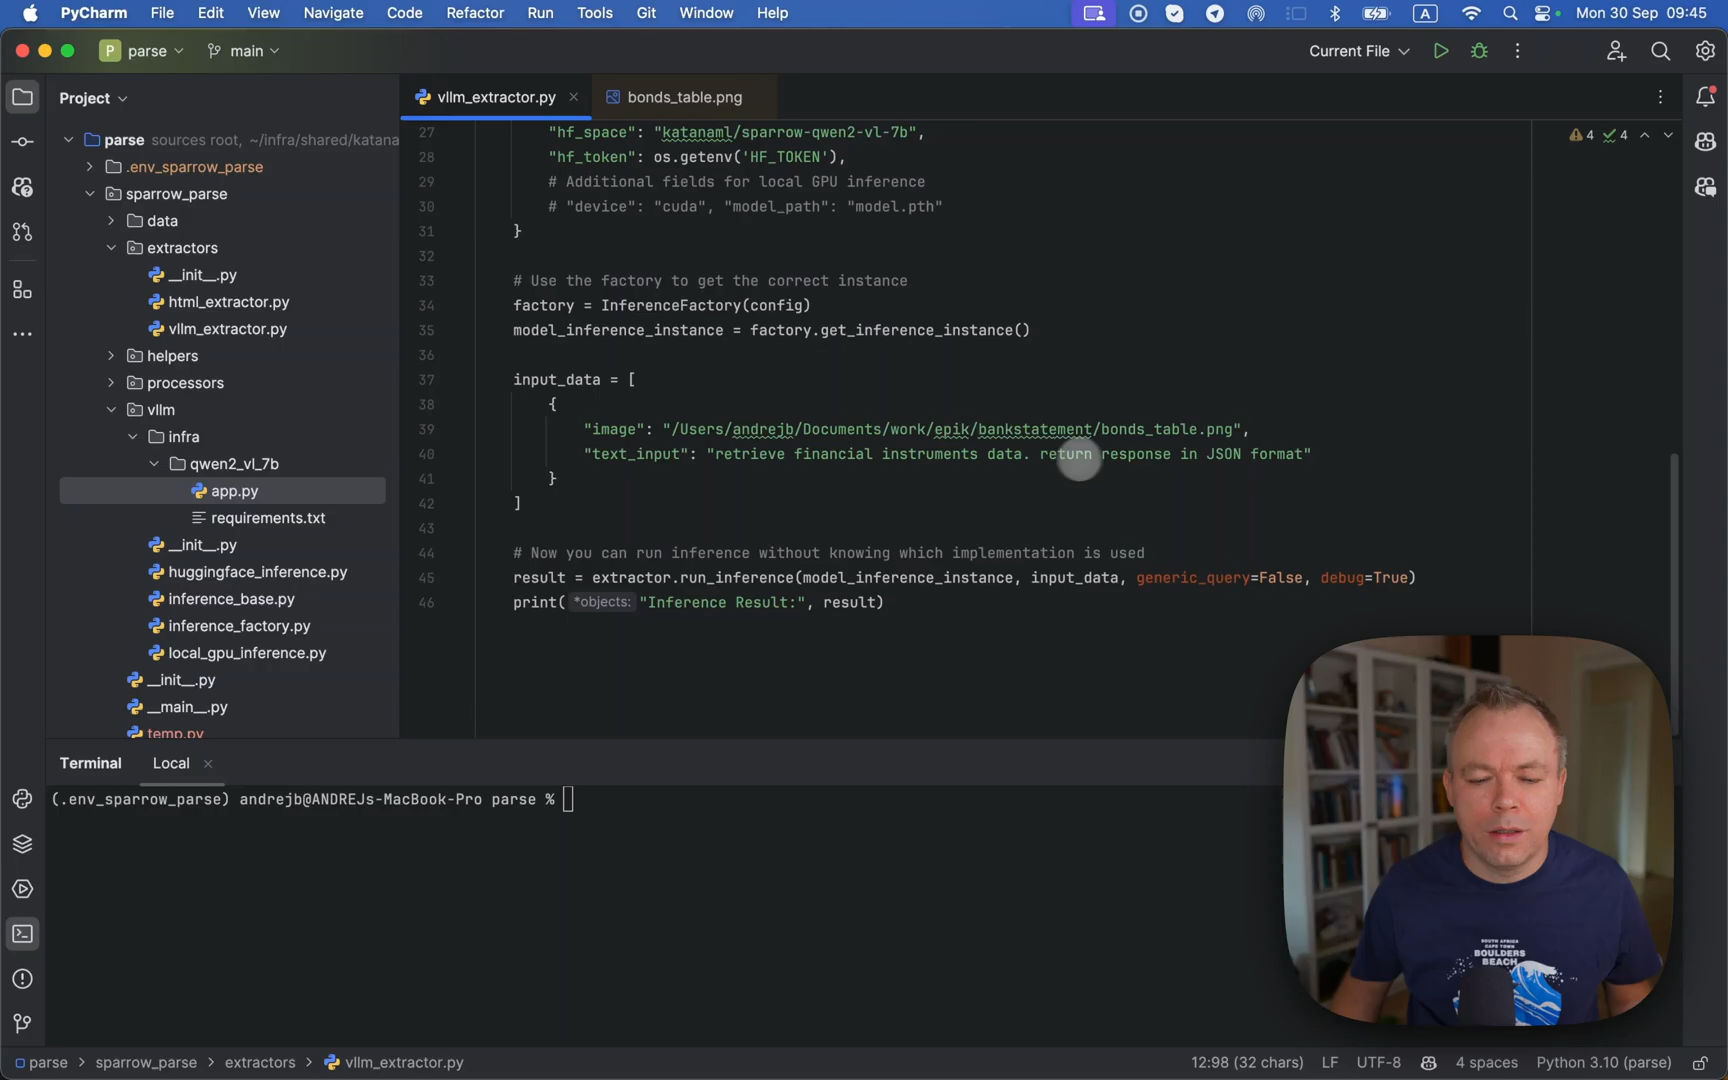 PyCharm File Edit View Navigate Code Refactor Run Tools Git Window Help A Mon 30 Sep 09:45
P parse main Current File
Project
vllm_extractor.py bonds_table.png
parse sources root, ~/infra/shared/katana
.env_sparrow_parse
sparrow_parse
data
extractors
__init__.py
html_extractor.py
vllm_extractor.py
helpers
processors
vllm
infra
qwen2_vl_7b
app.py
requirements.txt
__init__.py
huggingface_inference.py
inference_base.py
inference_factory.py
local_gpu_inference.py
__init__.py
__main__.py
temp.py
4 4
27 "hf_space": "katanaml/sparrow-qwen2-vl-7b",
28 "hf_token": os.getenv('HF_TOKEN'),
29 # Additional fields for local GPU inference
30 # "device": "cuda", "model_path": "model.pth"
31 }
32
33 # Use the factory to get the correct instance
34 factory = InferenceFactory(config)
35 model_inference_instance = factory.get_inference_instance()
36
37 input_data = [
38 {
39 "image": "/Users/andrejb/Documents/work/epik/bankstatement/bonds_table.png",
40 "text_input": "retrieve financial instruments data. return response in JSON format"
41 }
42 ]
43
44 # Now you can run inference without knowing which implementation is used
45 result = extractor.run_inference(model_inference_instance, input_data, generic_query=False, debug=True)
46 print( *objects: "Inference Result:", result)
Terminal Local
(.env_sparrow_parse) andrejb@ANDREJs-MacBook-Pro parse %
SOUTH AFRICA
CAPE TOWN
BOULDERS
BEACH
parse > sparrow_parse > extractors > vllm_extractor.py 12:98 (32 chars) LF UTF-8 4 spaces Python 3.10 (parse)